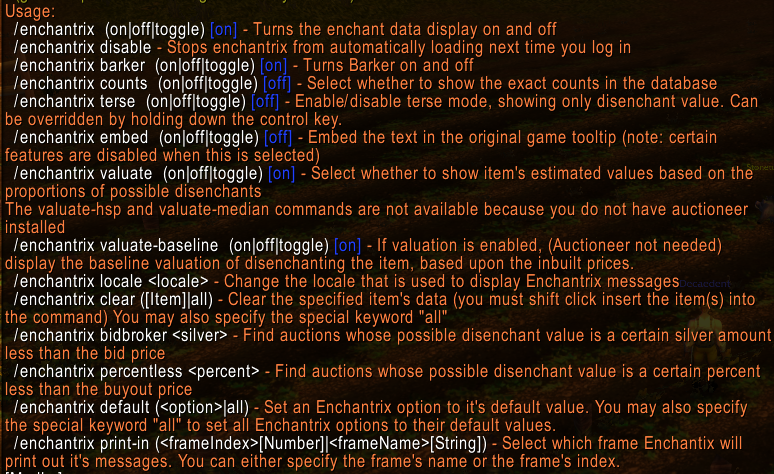 Usage:
/enchantrix (on|off|toggle) [on] - Turns the enchant data display on and off
/enchantrix disable - Stops enchantrix from automatically loading next time you log in
/enchantrix barker (on|off|toggle) [on] - Turns Barker on and off
/enchantrix counts (on|off|toggle) [off] - Select whether to show the exact counts in the database
/enchantrix terse (on|off|toggle) [off] - Enable/disable terse mode, showing only disenchant value. Can
be overridden by holding down the control key.
/enchantrix embed (on|off|toggle) [off] - Embed the text in the original game tooltip (note: certain
features are disabled when this is selected)
/enchantrix valuate (on|off|toggle) [on] - Select whether to show item's estimated values based on the
proportions of possible disenchants
The valuate-hsp and valuate-median commands are not available because you do not have auctioneer
installed
/enchantrix valuate-baseline (on|off|toggle) [on] - If valuation is enabled, (Auctioneer not needed)
display the baseline valuation of disenchanting the item, based upon the inbuilt prices.
/enchantrix locale <locale> - Change the locale that is used to display Enchantrix messages
/enchantrix clear ([Item]|all) - Clear the specified item's data (you must shift click insert the item(s) into
the command) You may also specify the special keyword "all"
/enchantrix bidbroker <silver> - Find auctions whose possible disenchant value is a certain silver amount
less than the bid price
/enchantrix percentless <percent> - Find auctions whose possible disenchant value is a certain percent
less than the buyout price
/enchantrix default (<option>|all) - Set an Enchantrix option to it's default value. You may also specify
the special keyword "all" to set all Enchantrix options to their default values.
/enchantrix print-in (<frameIndex>[Number]|<frameName>[String]) - Select which frame Enchantix will
print out it's messages. You can either specify the frame's name or the frame's index.